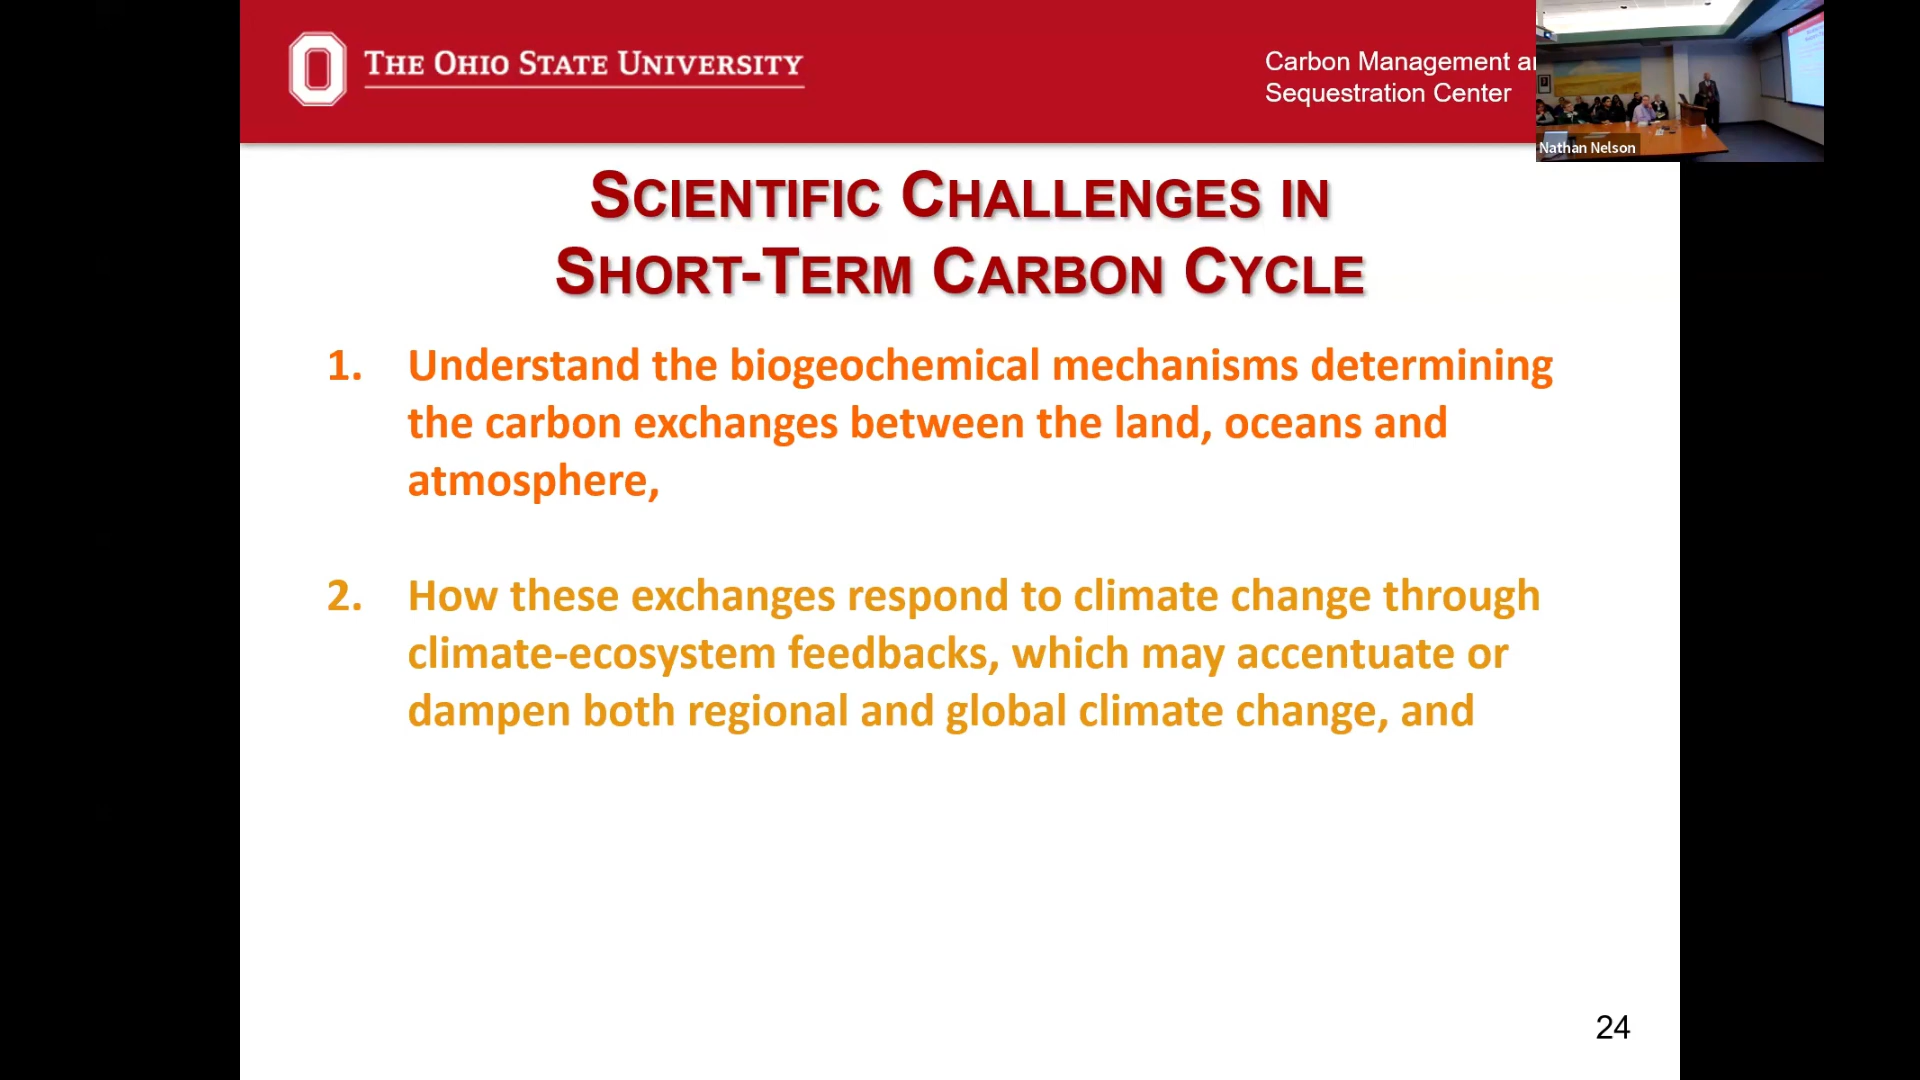 THE OHIO STATE UNIVERSITY
Carbon Management
Sequestration Center
Nathan Nelson
SCIENTIFIC CHALLENGES IN
SHORT-TERM CARBON CYCLE
1. Understand the biogeochemical mechanisms determining
the carbon exchanges between the land, oceans and
atmosphere,
2. How these exchanges respond to climate change through
climate-ecosystem feedbacks, which may accentuate or
dampen both regional and global climate change, and
24